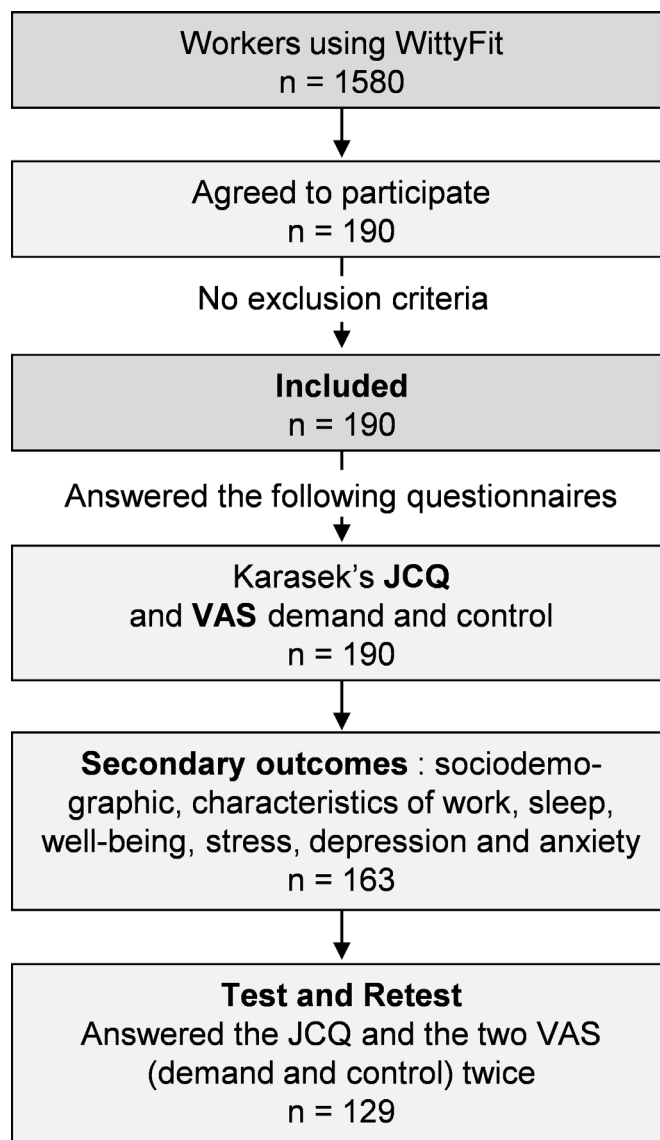 Workers using WittyFit
n = 1580
Agreed to participate
n = 190
No exclusion criteria
Included
n = 190
Answered the following questionnaires
Karasek’s JCQ
and VAS demand and control
n = 190
Secondary outcomes : sociodemo-
graphic, characteristics of work, sleep,
well-being, stress, depression and anxiety
n = 163
Test and Retest
Answered the JCQ and the two VAS
(demand and control) twice
n = 129